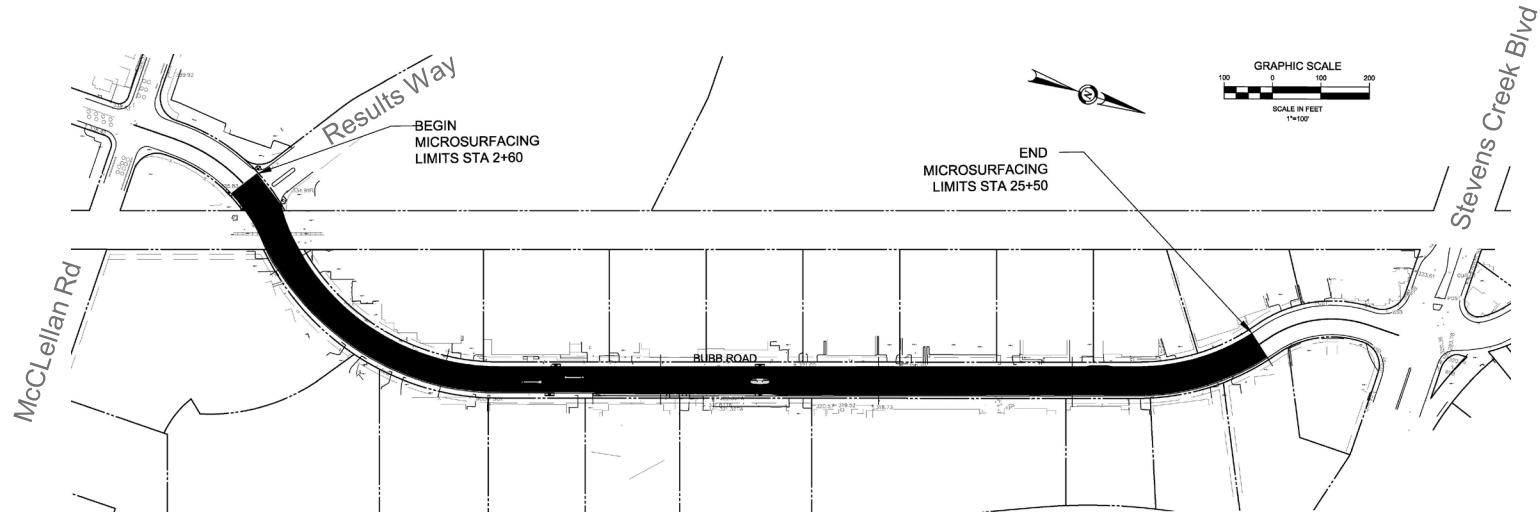 Stevens Creek Blvd
Results Way
GRAPHIC SCALE
100 0 100 200
SCALE IN FEET
1"=100'
N
BEGIN
MICROSURFACING
LIMITS STA 2+60
END
MICROSURFACING
LIMITS STA 25+50
McCLellan Rd
BUBB ROAD